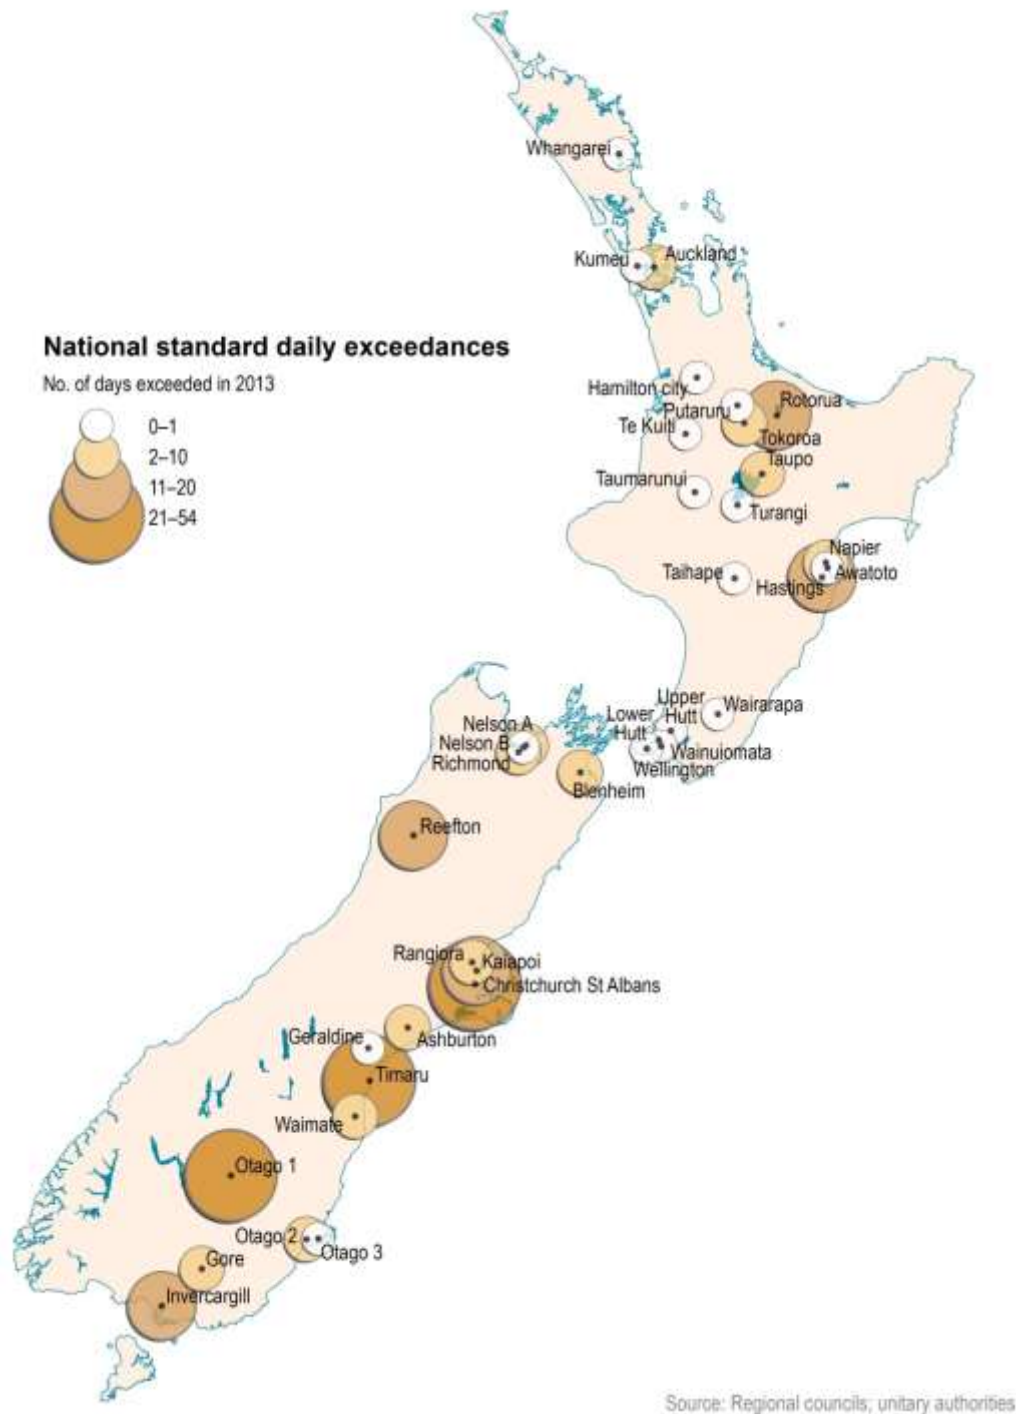 Whangarei
Kumeu
Auckland
National standard daily exceedances
No. of days exceeded in 2013
0–1
2–10
11–20
21–54
Hamilton city
Putaruru
Rotorua
Te Kuiti
Tokoroa
Taupo
Taumarunui
Turangi
Napier
Taihape
Awatoto
Hastings
Upper
Hutt
Wairarapa
Lower
Hutt
Wainuiomata
Wellington
Nelson A
Nelson B
Richmond
Blenheim
Reefton
Rangiora
Kaiapoi
Christchurch St Albans
Ashburton
Geraldine
Timaru
Waimate
Otago 1
Otago 2
Otago 3
Gore
Invercargill
Source: Regional councils; unitary authorities